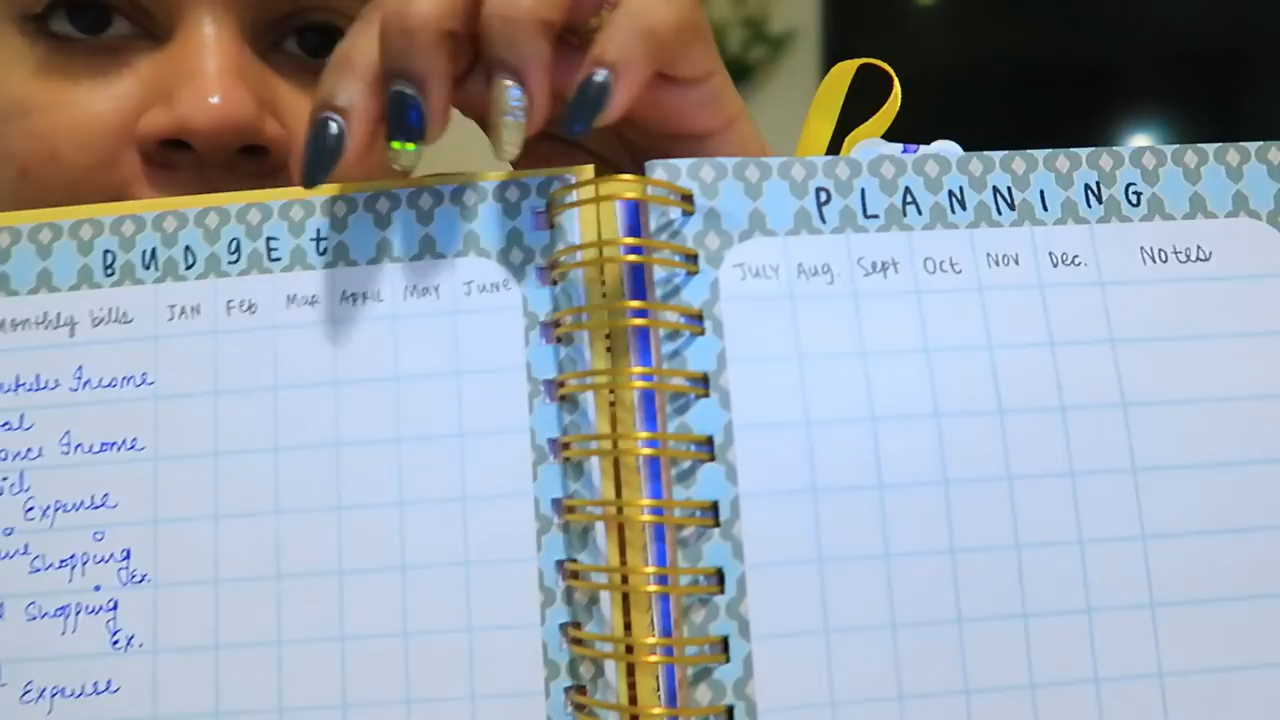 BUDgEt
PLANNING
Monthly bills JAN Feb Mar APRIL May June
JULY Aug. Sept Oct Nov Dec. Notes
Income
Income
Expense
Shopping
Ex.
Shopping
Ex.
Expense